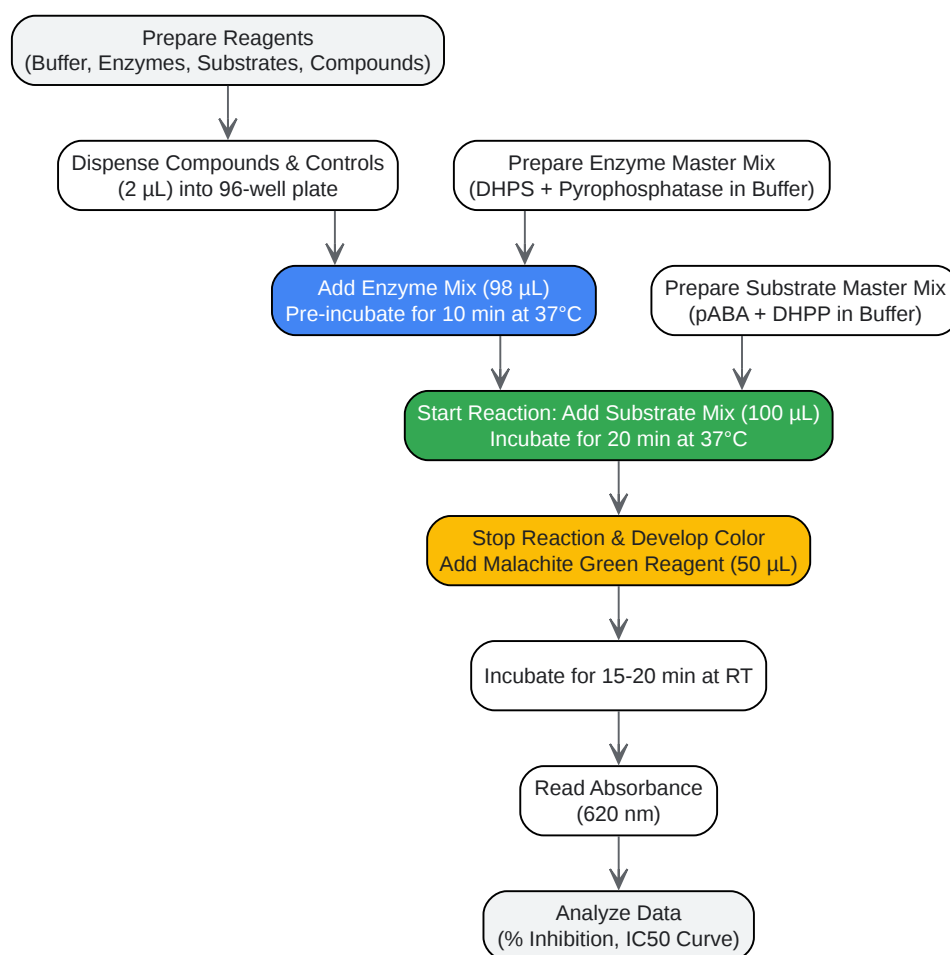 Prepare Reagents
(Buffer, Enzymes, Substrates, Compounds)
Dispense Compounds & Controls
(2 µL) into 96-well plate
Prepare Enzyme Master Mix
(DHPS + Pyrophosphatase in Buffer)
Add Enzyme Mix (98 µL)
Pre-incubate for 10 min at 37°C
Prepare Substrate Master Mix
(pABA + DHPP in Buffer)
Start Reaction: Add Substrate Mix (100 µL)
Incubate for 20 min at 37°C
Stop Reaction & Develop Color
Add Malachite Green Reagent (50 µL)
Incubate for 15-20 min at RT
Read Absorbance
(620 nm)
Analyze Data
(% Inhibition, IC50 Curve)